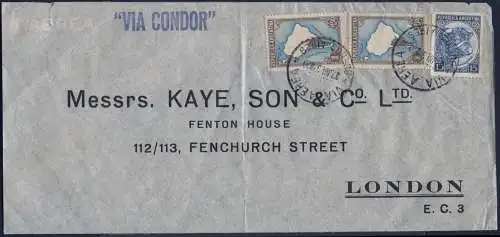 "VIA CONDOR"
Messrs. KAYE, SON & Co. LTD.
FENTON HOUSE
112/113, FENCHURCH STREET
LONDON
E. C. 3